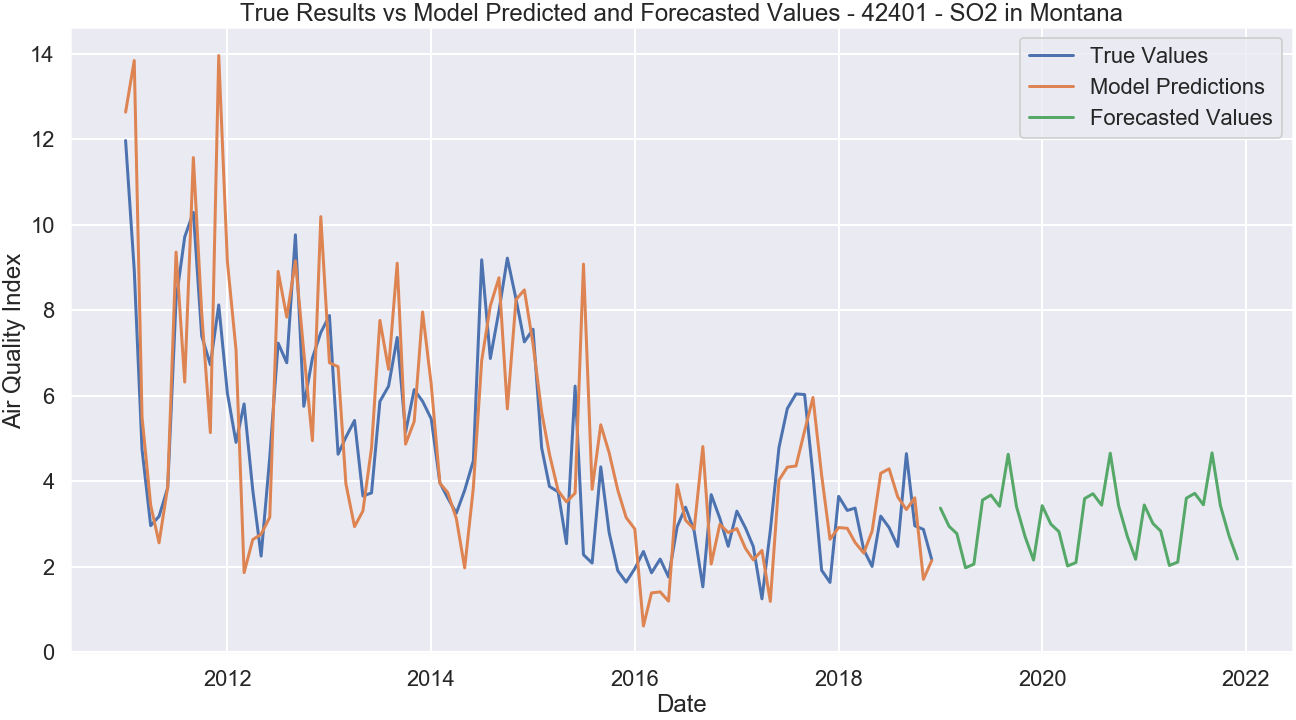 True Results vs Model Predicted and Forecasted Values - 42401 - SO2 in Montana
True Values
Model Predictions
Forecasted Values
Air Quality Index
14
12
10
8
6
4
2
0
2012
2014
2016
2018
2020
2022
Date